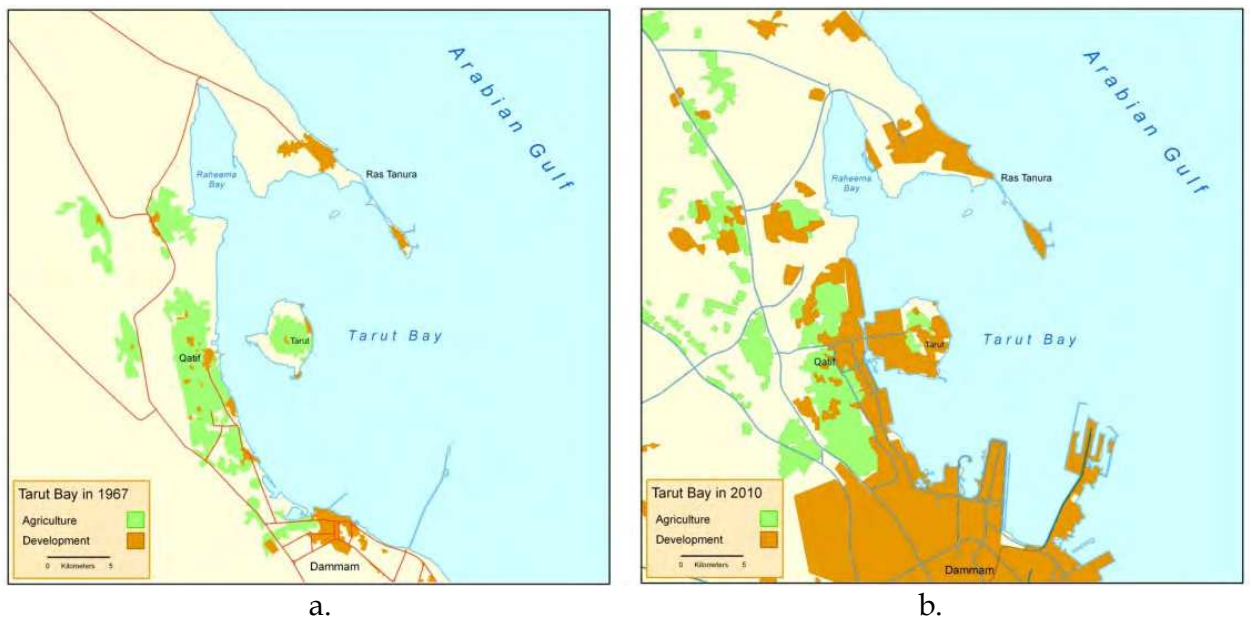 Arabian Gulf
Raheema
Bay
Ras Tanura
Tarut
Tarut Bay
Qatif
Tarut Bay in 1967
Agriculture
Development
0 Kilometers 5
Dammam
a.
Arabian Gulf
Raheema
Bay
Ras Tanura
Tarut Bay
Tarut
Qatif
Tarut Bay in 2010
Agriculture
Development
0 Kilometers 5
Dammam
b.